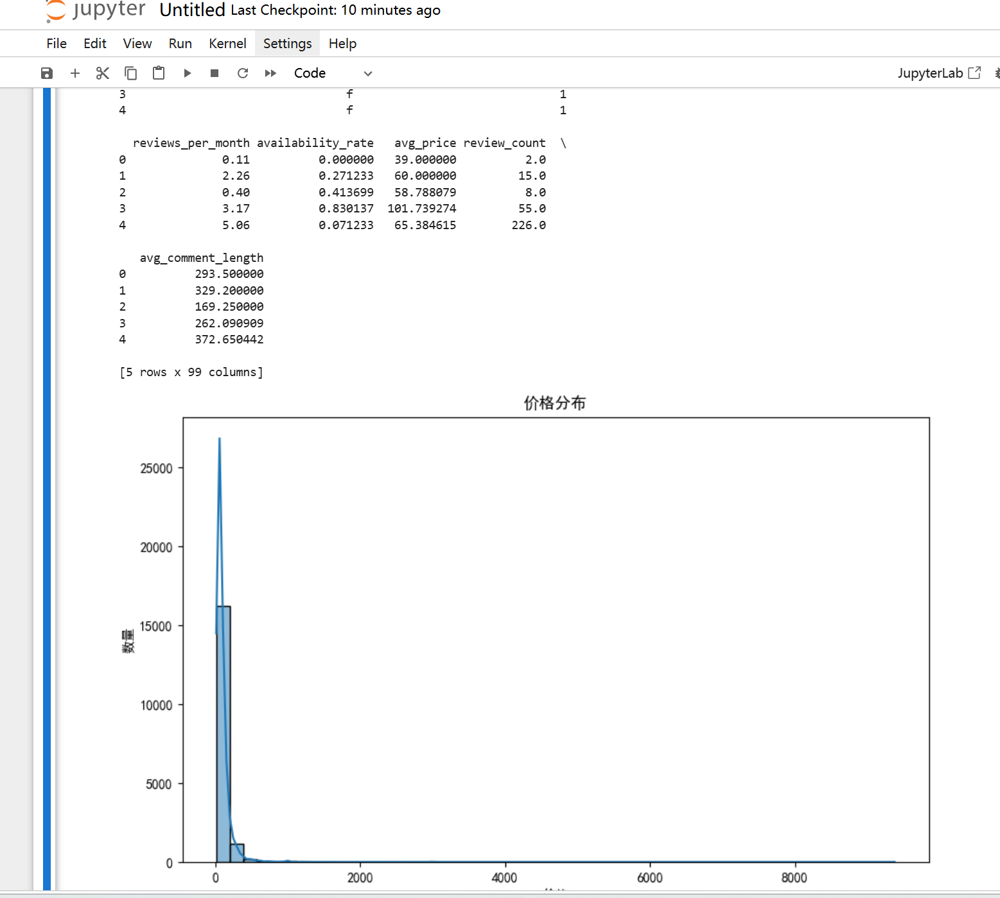 jupyter Untitled Last Checkpoint: 10 minutes ago
File Edit View Run Kernel Settings Help
Code JupyterLab
3 f 1
4 f 1
reviews_per_month availability_rate avg_price review_count \
0 0.11 0.000000 39.000000 2.0
1 2.26 0.271233 60.000000 15.0
2 0.40 0.413699 58.788079 8.0
3 3.17 0.830137 101.739274 55.0
4 5.06 0.071233 65.384615 226.0
avg_comment_length
0 293.500000
1 329.200000
2 169.250000
3 262.090909
4 372.650442
[5 rows x 99 columns]
价格分布
25000
20000
15000
10000
5000
0
数量
0 2000 4000 6000 8000